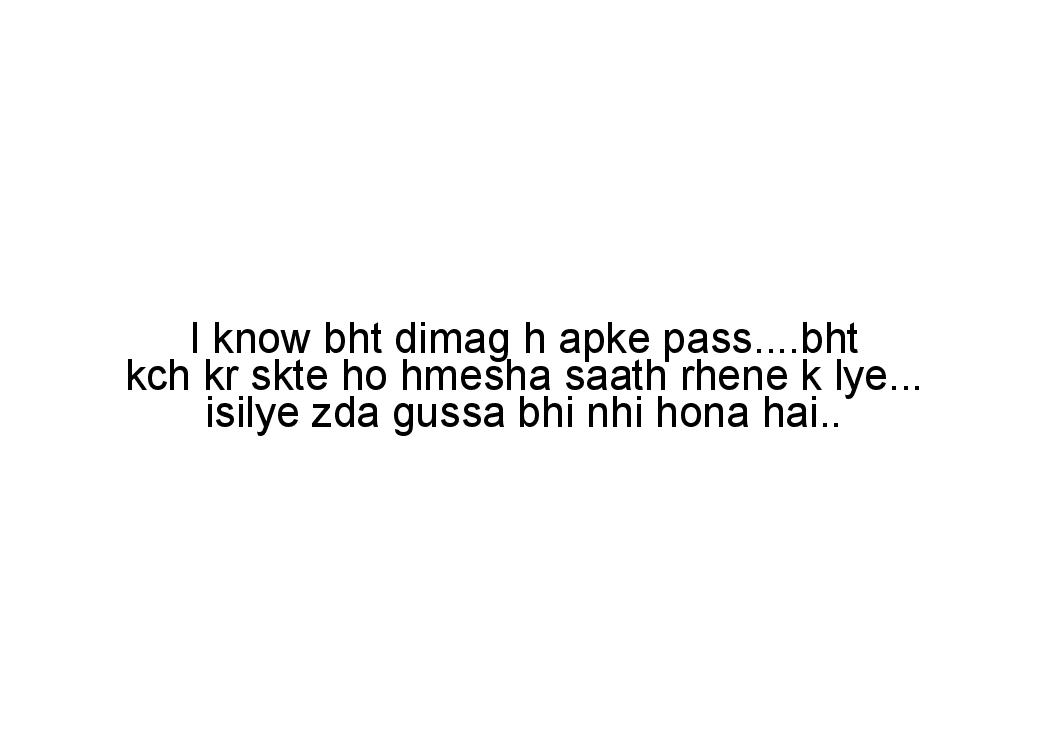 I know bht dimag h apke pass....bht
kch kr skte ho hmesha saath rhene k lye...
isilye zda gussa bhi nhi hona hai..